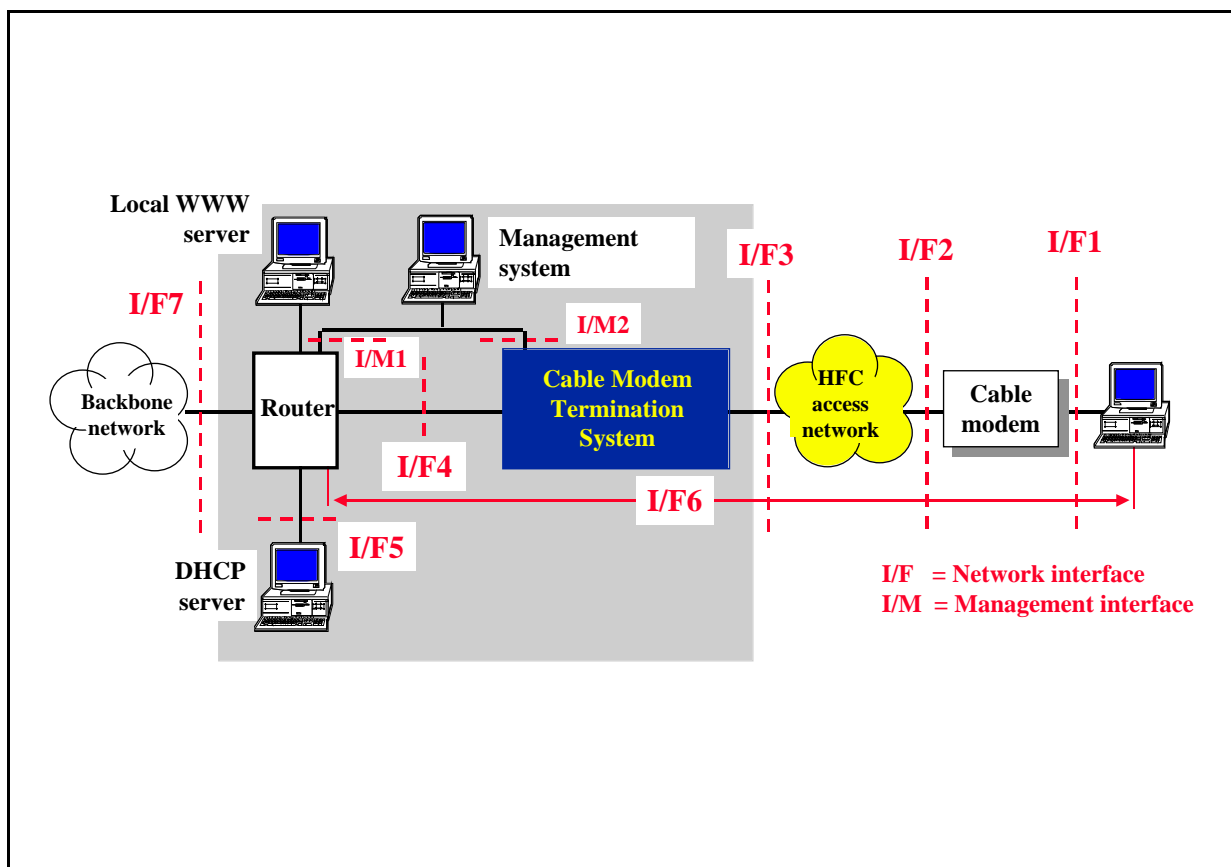 Local WWW
server
Management
system
I/F7
I/M1
I/M2
I/F3
I/F2
I/F1
Backbone
network
Router
Cable Modem
Termination
System
HFC
access
network
Cable
modem
I/F4
I/F6
I/F5
DHCP
server
I/F = Network interface
I/M = Management interface